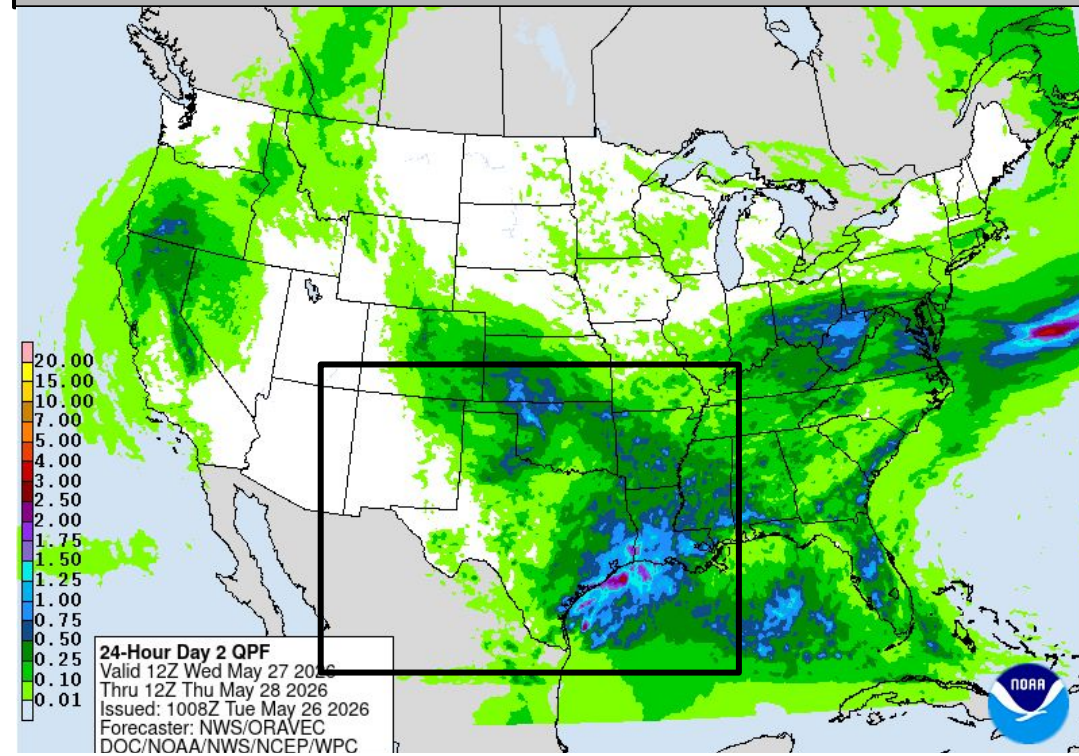 20.00
15.00
10.00
7.00
5.00
4.00
3.00
2.50
2.00
1.75
1.50
1.25
1.00
0.75
0.50
0.25
0.10
0.01
24-Hour Day 2 QPF
Valid 12Z Wed May 27 2026
Thru 12Z Thu May 28 2026
Issued: 1008Z Tue May 26 2026
Forecaster: NWS/ORAVEC
DOC/NOAA/NWS/NCEP/WPC
NOAA